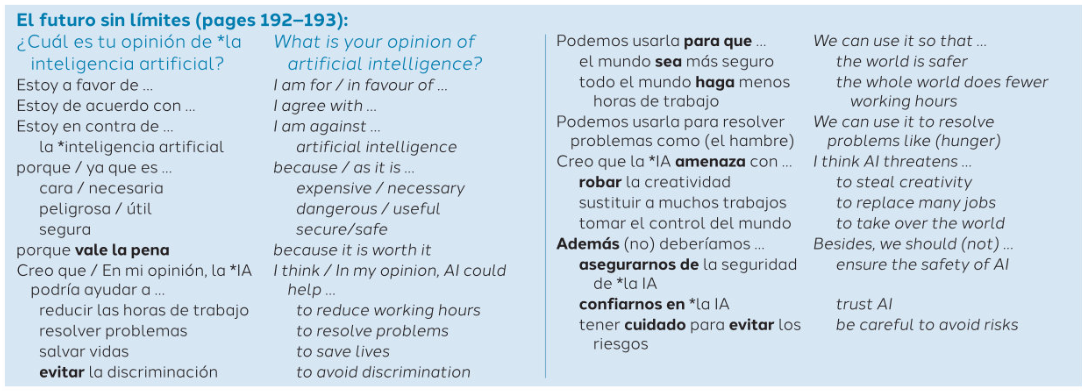 El futuro sin límites (pages 192–193):
¿Cuál es tu opinión de *la What is your opinion of
inteligencia artificial? artificial intelligence?
Estoy a favor de ... I am for / in favour of ...
Estoy de acuerdo con ... I agree with ...
Estoy en contra de ... I am against ...
la *inteligencia artificial artificial intelligence
porque / ya que es ... because / as it is ...
cara / necesaria expensive / necessary
peligrosa / útil dangerous / useful
segura secure/safe
porque vale la pena because it is worth it
Creo que / En mi opinión, la *IA I think / In my opinion, AI could
podría ayudar a ... help ...
reducir las horas de trabajo to reduce working hours
resolver problemas to resolve problems
salvar vidas to save lives
evitar la discriminación to avoid discrimination
Podemos usarla para que ... We can use it so that ...
el mundo sea más seguro the world is safer
todo el mundo haga menos the whole world does fewer
horas de trabajo working hours
Podemos usarla para resolver We can use it to resolve
problemas como (el hambre) problems like (hunger)
Creo que la *IA amenaza con ... I think AI threatens ...
robar la creatividad to steal creativity
sustituir a muchos trabajos to replace many jobs
tomar el control del mundo to take over the world
Además (no) deberíamos ... Besides, we should (not) ...
asegurarnos de la seguridad ensure the safety of AI
de *la IA
confiarnos en *la IA trust AI
tener cuidado para evitar los be careful to avoid risks
riesgos